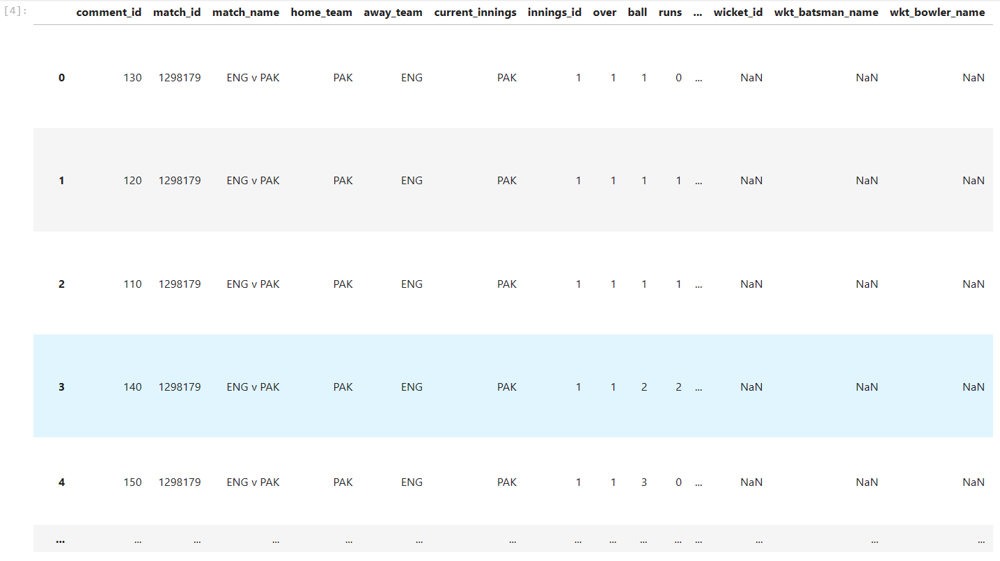 [4]: comment_id match_id match_name home_team away_team current_innings innings_id over ball runs ... wicket_id wkt_batsman_name wkt_bowler_name
0 130 1298179 ENG v PAK PAK ENG PAK 1 1 1 0 ... NaN NaN NaN
1 120 1298179 ENG v PAK PAK ENG PAK 1 1 1 1 ... NaN NaN NaN
2 110 1298179 ENG v PAK PAK ENG PAK 1 1 1 1 ... NaN NaN NaN
3 140 1298179 ENG v PAK PAK ENG PAK 1 1 2 2 ... NaN NaN NaN
4 150 1298179 ENG v PAK PAK ENG PAK 1 1 3 0 ... NaN NaN NaN
... ... ... ... ... ... ... ... ... ... ... ... ... ... ...